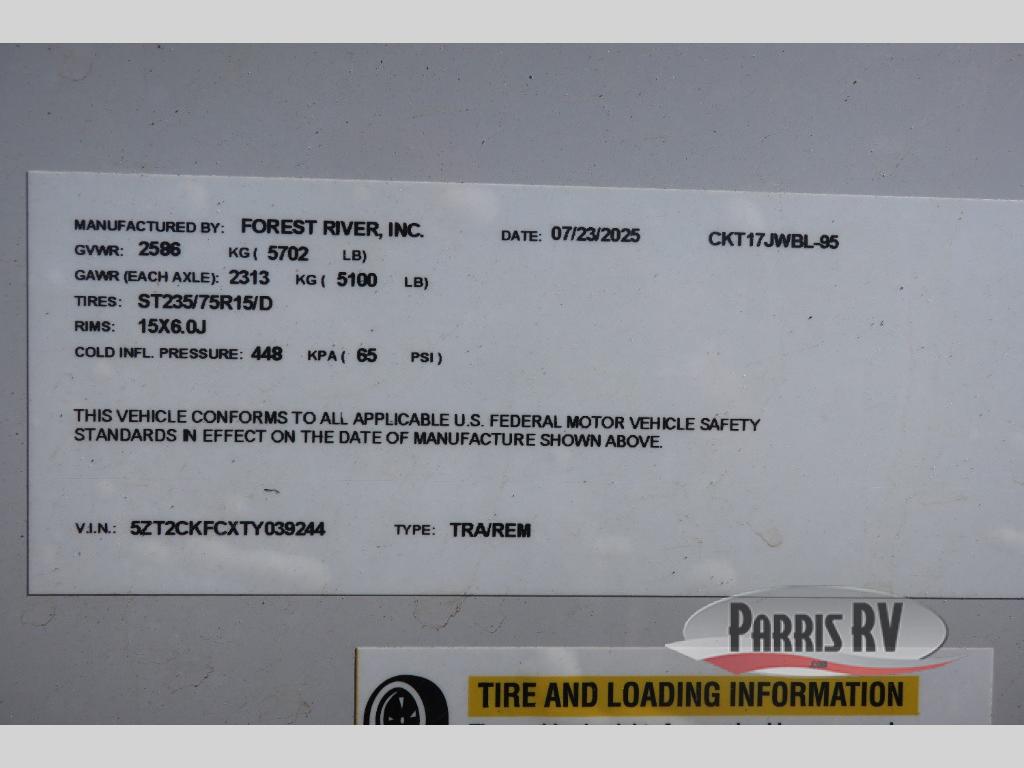 MANUFACTURED BY: FOREST RIVER, INC. DATE: 07/23/2025 CKT17JWBL-95
GVWR: 2586 KG ( 5702 LB)
GAWR (EACH AXLE): 2313 KG ( 5100 LB)
TIRES: ST235/75R15/D
RIMS: 15X6.0J
COLD INFL. PRESSURE: 448 KPA ( 65 PSI )
THIS VEHICLE CONFORMS TO ALL APPLICABLE U.S. FEDERAL MOTOR VEHICLE SAFETY
STANDARDS IN EFFECT ON THE DATE OF MANUFACTURE SHOWN ABOVE.
V.I.N.: 5ZT2CKFCXTY039244 TYPE: TRA/REM
PARRIS RV
.com
TIRE AND LOADING INFORMATION